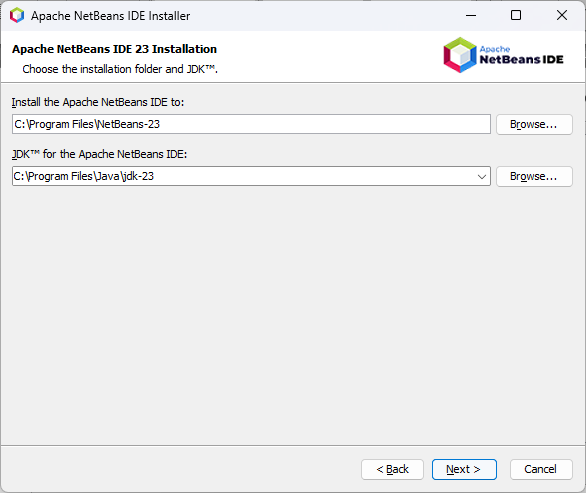 Apache NetBeans IDE Installer
Apache NetBeans IDE 23 Installation
Choose the installation folder and JDK™.
Apache
NetBeans IDE
Install the Apache NetBeans IDE to:
C:\Program Files\NetBeans-23
Browse...
JDK™ for the Apache NetBeans IDE:
C:\Program Files\Java\jdk-23
Browse...
< Back
Next >
Cancel